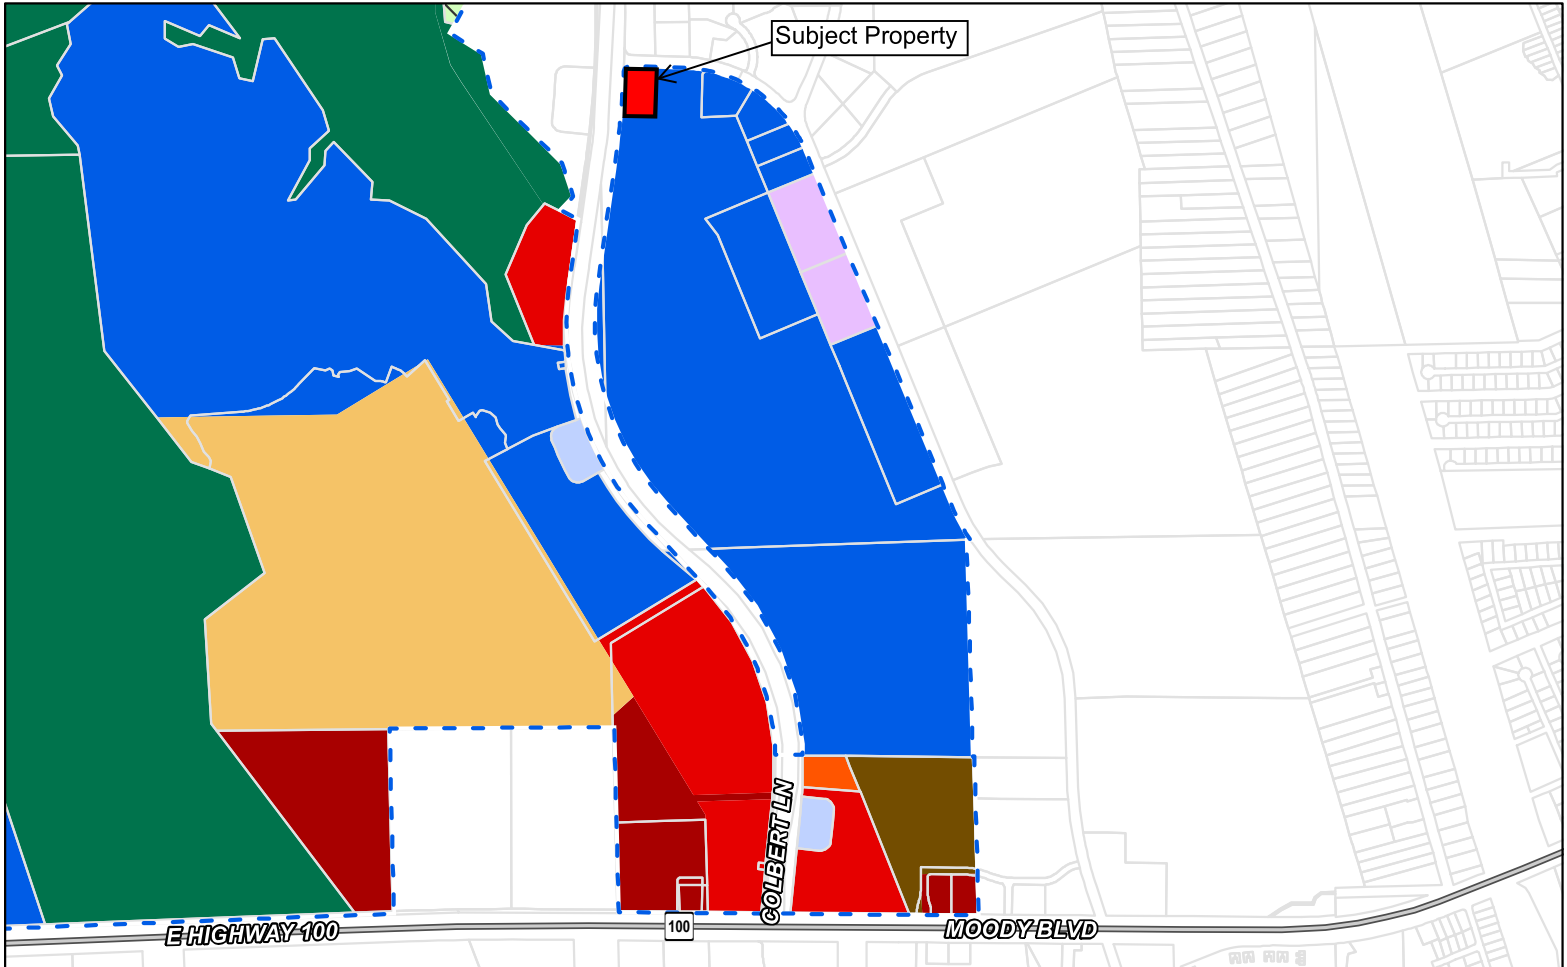 Subject Property
COLBERT LN
E HIGHWAY 100
100
MOODY BLVD